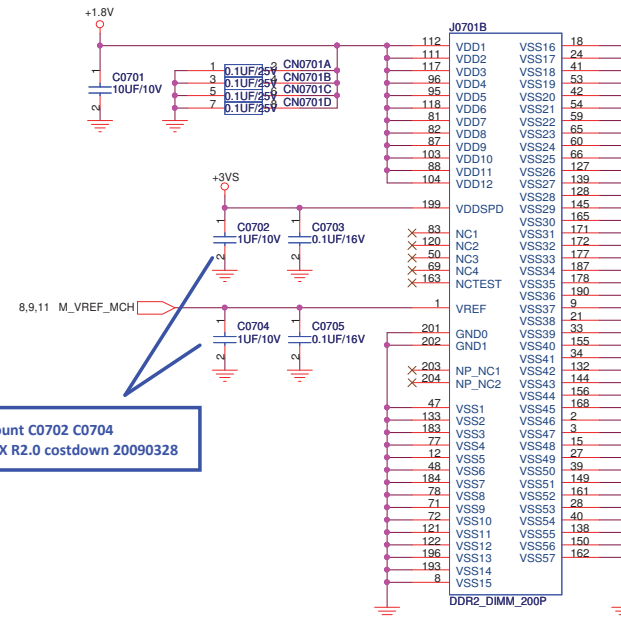 +1.8V
1
C0701
10UF/10V
2
1 0.1UF/25V 2 CN0701A
3 0.1UF/25V 4 CN0701B
5 0.1UF/25V 6 CN0701C
7 0.1UF/25V 8 CN0701D
+3VS
1
C0702
1UF/10V
2
1
C0703
0.1UF/16V
2
8,9,11 M_VREF_MCH
1
C0704
1UF/10V
2
1
C0705
0.1UF/16V
2
unt C0702 C0704
X R2.0 costdown 20090328
J0701B
112 VDD1
111 VDD2
117 VDD3
96 VDD4
95 VDD5
118 VDD6
81 VDD7
82 VDD8
87 VDD9
103 VDD10
88 VDD11
104 VDD12
199 VDDSPD
83 NC1
120 NC2
50 NC3
69 NC4
163 NCTEST
1 VREF
201 GND0
202 GND1
203 NP_NC1
204 NP_NC2
47 VSS1
133 VSS2
183 VSS3
77 VSS4
12 VSS5
48 VSS6
184 VSS7
78 VSS8
71 VSS9
72 VSS10
121 VSS11
122 VSS12
196 VSS13
193 VSS14
8 VSS15
VSS16 18
VSS17 24
VSS18 41
VSS19 53
VSS20 42
VSS21 54
VSS22 59
VSS23 65
VSS24 60
VSS25 66
VSS26 127
VSS27 139
VSS28 128
VSS29 145
VSS30 165
VSS31 171
VSS32 172
VSS33 177
VSS34 187
VSS35 178
VSS36 190
VSS37 9
VSS38 21
VSS39 33
VSS40 155
VSS41 34
VSS42 132
VSS43 144
VSS44 156
VSS45 168
VSS46 2
VSS47 3
VSS48 15
VSS49 27
VSS50 39
VSS51 149
VSS52 161
VSS53 28
VSS54 40
VSS55 138
VSS56 150
VSS57 162
DDR2_DIMM_200P